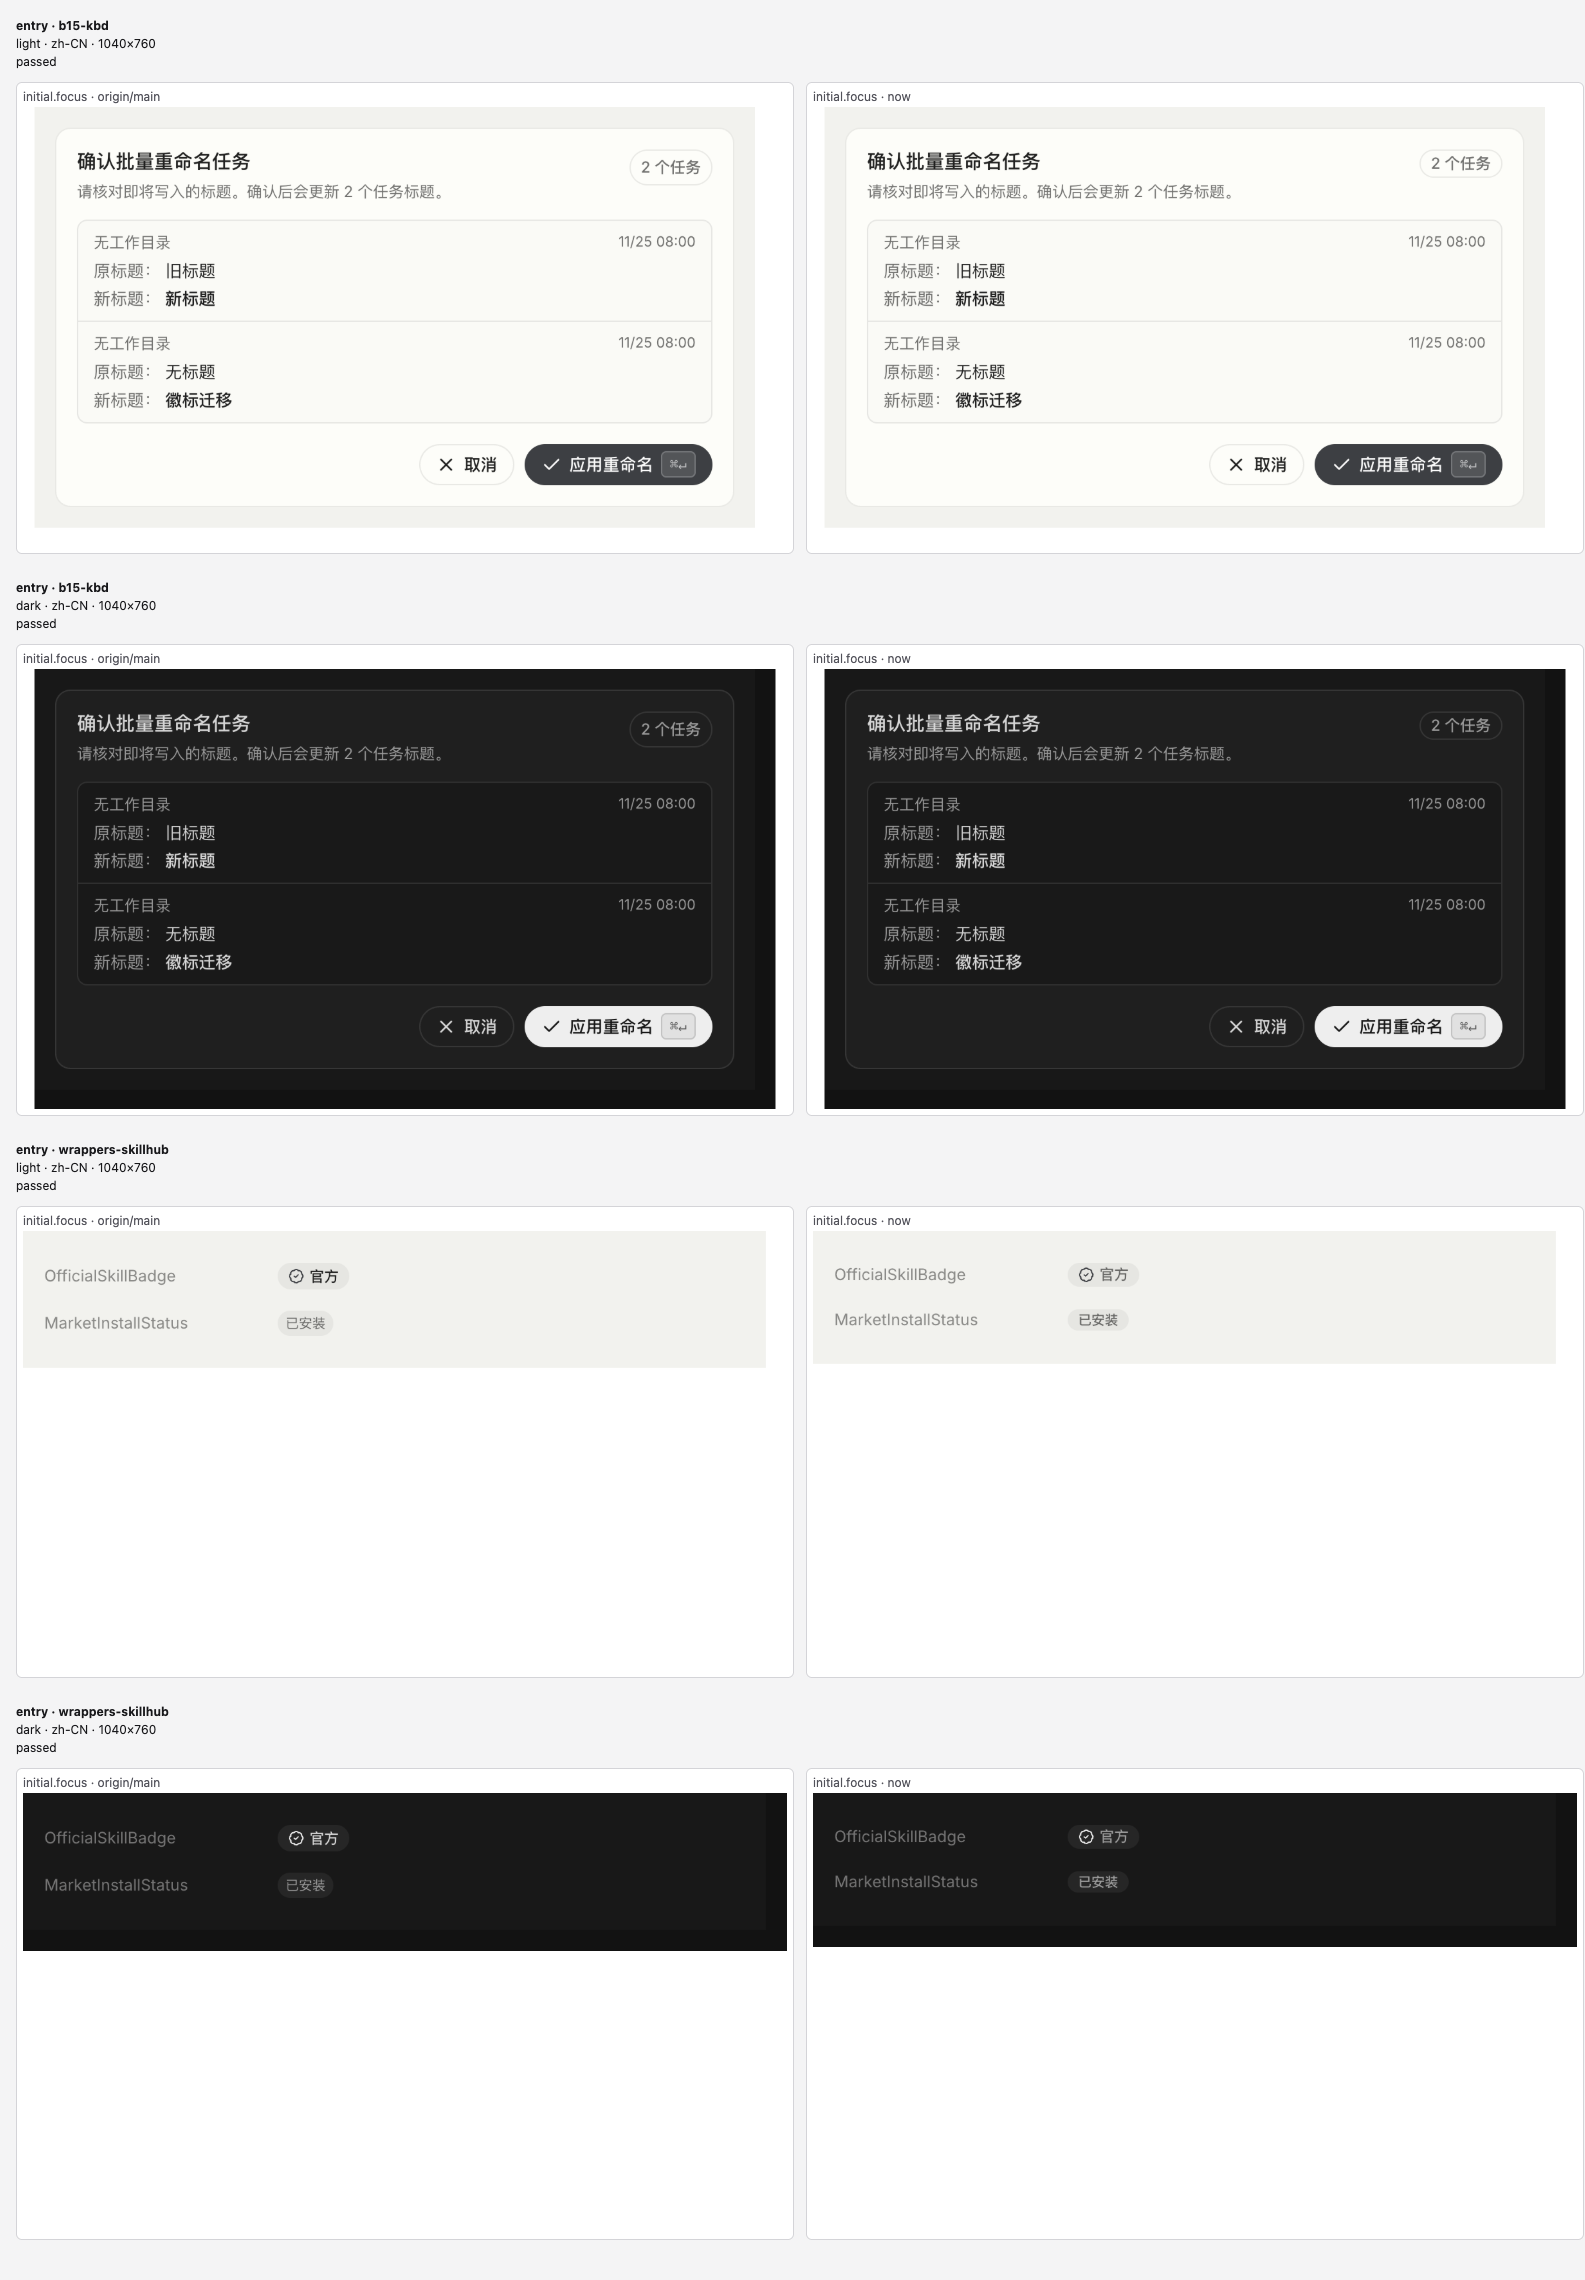 entry · b15-kbd
light · zh-CN · 1040×760
passed
initial.focus · origin/main
确认批量重命名任务
2 个任务
请核对即将写入的标题。确认后会更新 2 个任务标题。
无工作目录
11/25 08:00
原标题： 旧标题
新标题： 新标题
无工作目录
11/25 08:00
原标题： 无标题
新标题： 徽标迁移
取消
应用重命名 ⌘↵
initial.focus · now
确认批量重命名任务
2 个任务
请核对即将写入的标题。确认后会更新 2 个任务标题。
无工作目录
11/25 08:00
原标题： 旧标题
新标题： 新标题
无工作目录
11/25 08:00
原标题： 无标题
新标题： 徽标迁移
取消
应用重命名 ⌘↵
entry · b15-kbd
dark · zh-CN · 1040×760
passed
initial.focus · origin/main
确认批量重命名任务
2 个任务
请核对即将写入的标题。确认后会更新 2 个任务标题。
无工作目录
11/25 08:00
原标题： 旧标题
新标题： 新标题
无工作目录
11/25 08:00
原标题： 无标题
新标题： 徽标迁移
取消
应用重命名 ⌘↵
initial.focus · now
确认批量重命名任务
2 个任务
请核对即将写入的标题。确认后会更新 2 个任务标题。
无工作目录
11/25 08:00
原标题： 旧标题
新标题： 新标题
无工作目录
11/25 08:00
原标题： 无标题
新标题： 徽标迁移
取消
应用重命名 ⌘↵
entry · wrappers-skillhub
light · zh-CN · 1040×760
passed
initial.focus · origin/main
OfficialSkillBadge 官方
MarketInstallStatus 已安装
initial.focus · now
OfficialSkillBadge 官方
MarketInstallStatus 已安装
entry · wrappers-skillhub
dark · zh-CN · 1040×760
passed
initial.focus · origin/main
OfficialSkillBadge 官方
MarketInstallStatus 已安装
initial.focus · now
OfficialSkillBadge 官方
MarketInstallStatus 已安装